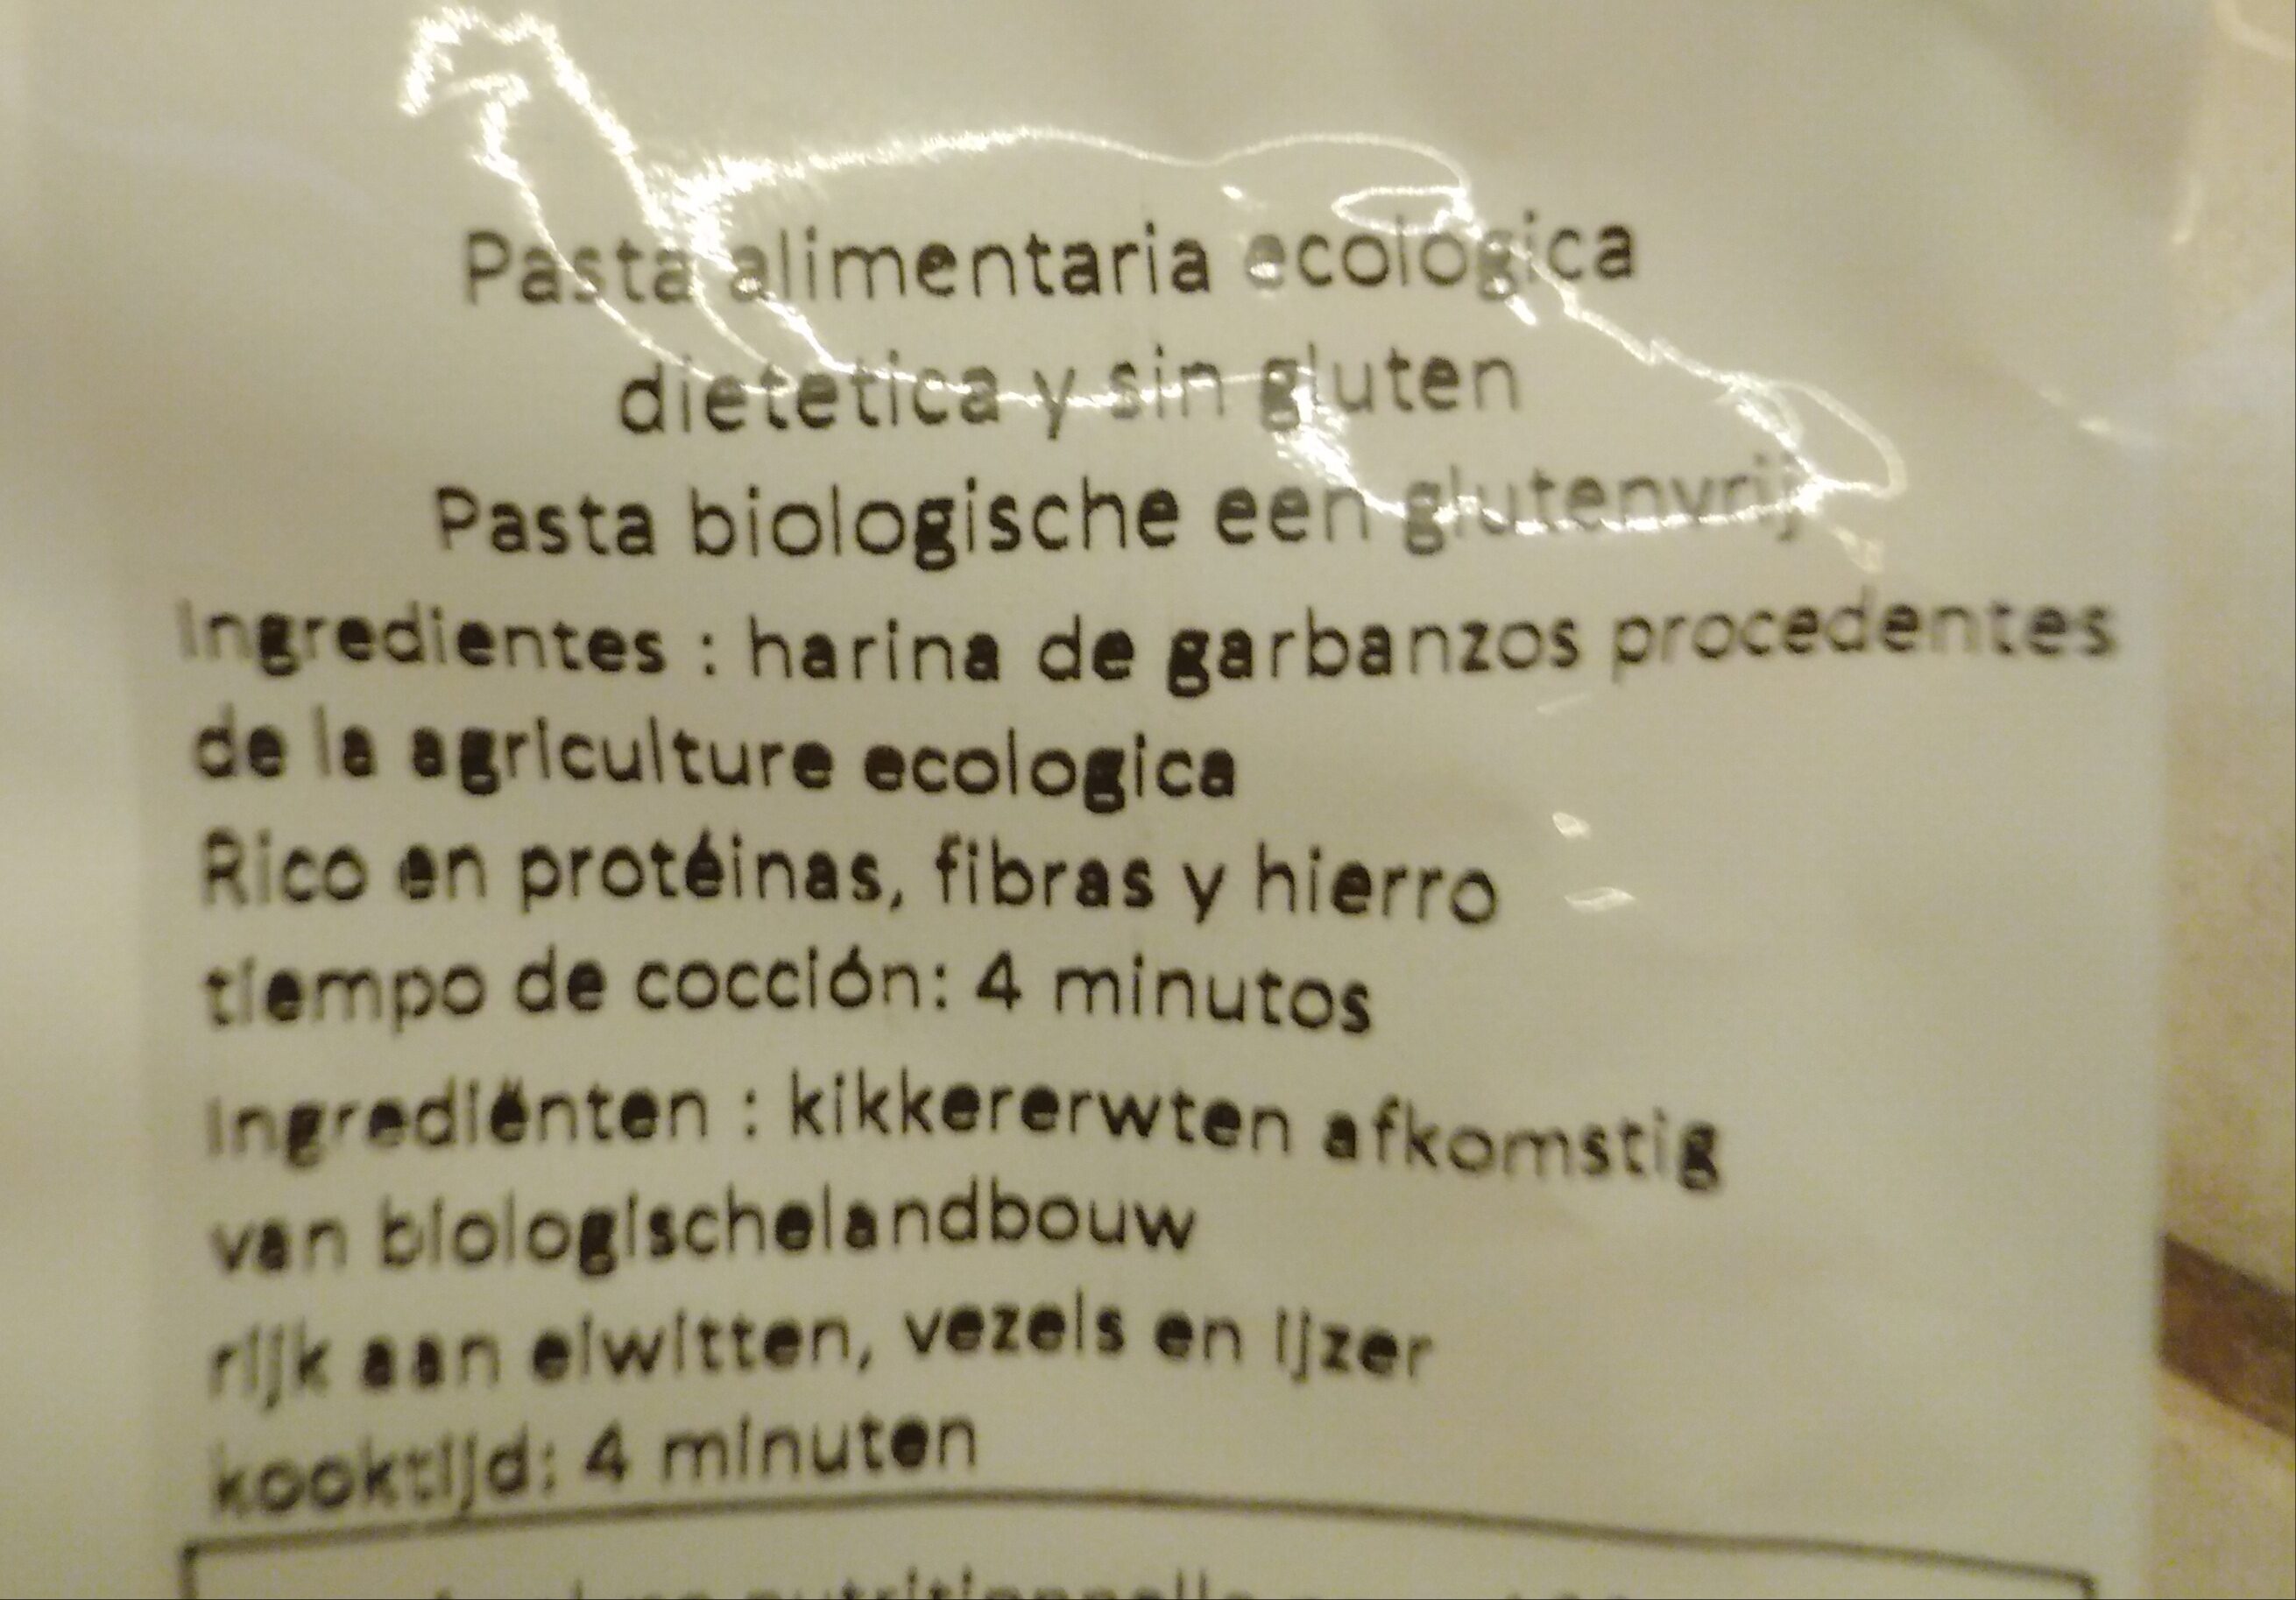 Pasta alimentaria ecologica
dietetica y sin gluten
Pasta biologische een glutenvrij
Ingredientes : harina de garbanzos procedentes
de la agriculture ecologica
Rico en protéinas, fibras y hierro
tiempo de cocción: 4 minutos
Ingrediënten : kikkererwten afkomstig
van biologischelandbouw
rijk aan eiwitten, vezels en ijzer
kooktijd: 4 minuten
nutritionnelle